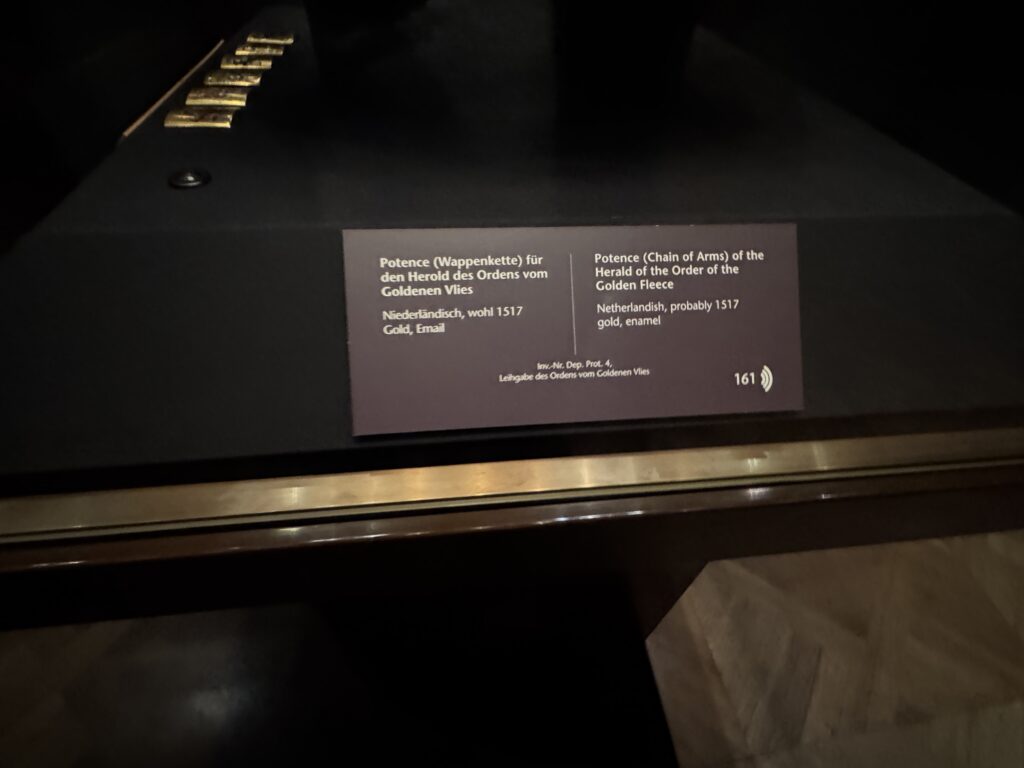 Potence (Wappenkette) für
den Herold des Ordens vom
Goldenen Vlies
Niederländisch, wohl 1517
Gold, Email
Potence (Chain of Arms) of the
Herald of the Order of the
Golden Fleece
Netherlandish, probably 1517
gold, enamel
Inv.-Nr. Dep. Prot. 4,
Leihgabe des Ordens vom Goldenen Vlies
161